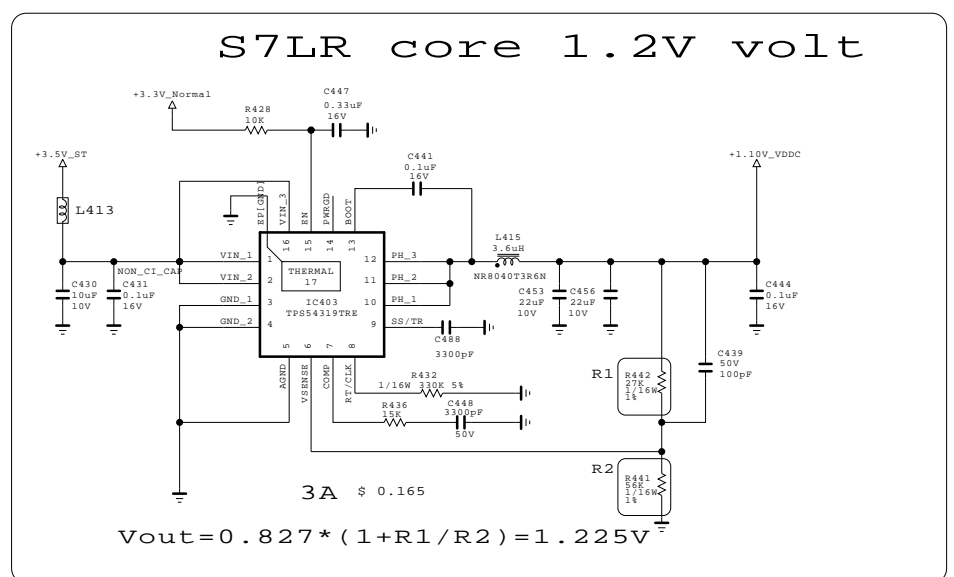 S7LR core 1.2V volt
C447
+3.3V_Normal
0.33uF
16V
R428
10K
+3.5V_ST
C441
0.1uF
16V
+1.10V_VDDC
L413
EP[GND]
VIN_3
EN
PWRGD
BOOT
16
15
14
13
L415
3.6uH
NR8040T3R6N
VIN_1
1
12
PH_3
NON_CI_CAP
THERMAL
17
VIN_2
2
11
PH_2
C430
10uF
10V
C431
0.1uF
16V
GND_1
3
IC403
TPS54319TRE
10
PH_1
C453
22uF
10V
C456
22uF
10V
C444
0.1uF
16V
GND_2
4
9
SS/TR
C488
3300pF
5
6
7
8
AGND
VSENSE
COMP
RT/CLK
C439
50V
100pF
R1
R442
27K
1/16W
1%
R432
1/16W 330K 5%
R436
15K
C448
3300pF
50V
R2
R441
56K
1/16W
1%
3A $ 0.165
Vout=0.827*(1+R1/R2)=1.225V